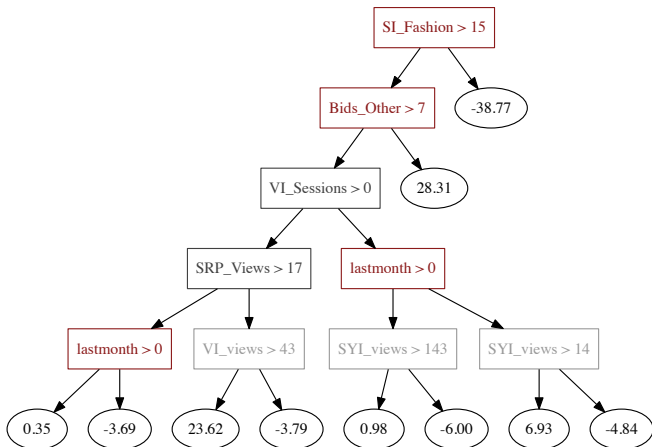 SI_Fashion > 15
Bids_Other > 7
-38.77
VI_Sessions > 0
28.31
SRP_Views > 17
lastmonth > 0
lastmonth > 0
VI_views > 43
SYI_views > 143
SYI_views > 14
0.35
-3.69
23.62
-3.79
0.98
-6.00
6.93
-4.84